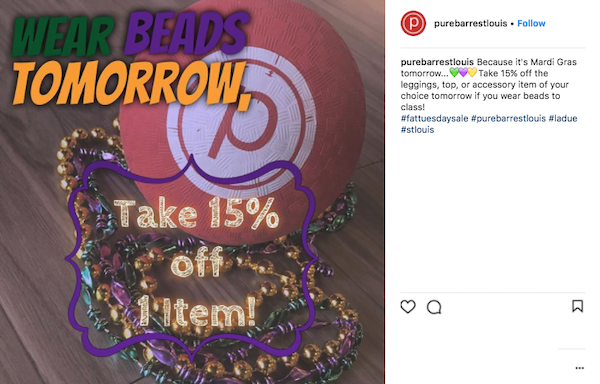 WEAR BEADS
TOMORROW,
p
Take 15%
off
1 Item!
p
purebarrestlouis • Follow
purebarrestlouis Because it's Mardi Gras
tomorrow...💚💜💛Take 15% off the
leggings, top, or accessory item of your
choice tomorrow if you wear beads to
class!
#fattuesdaysale #purebarrestlouis #ladue
#stlouis